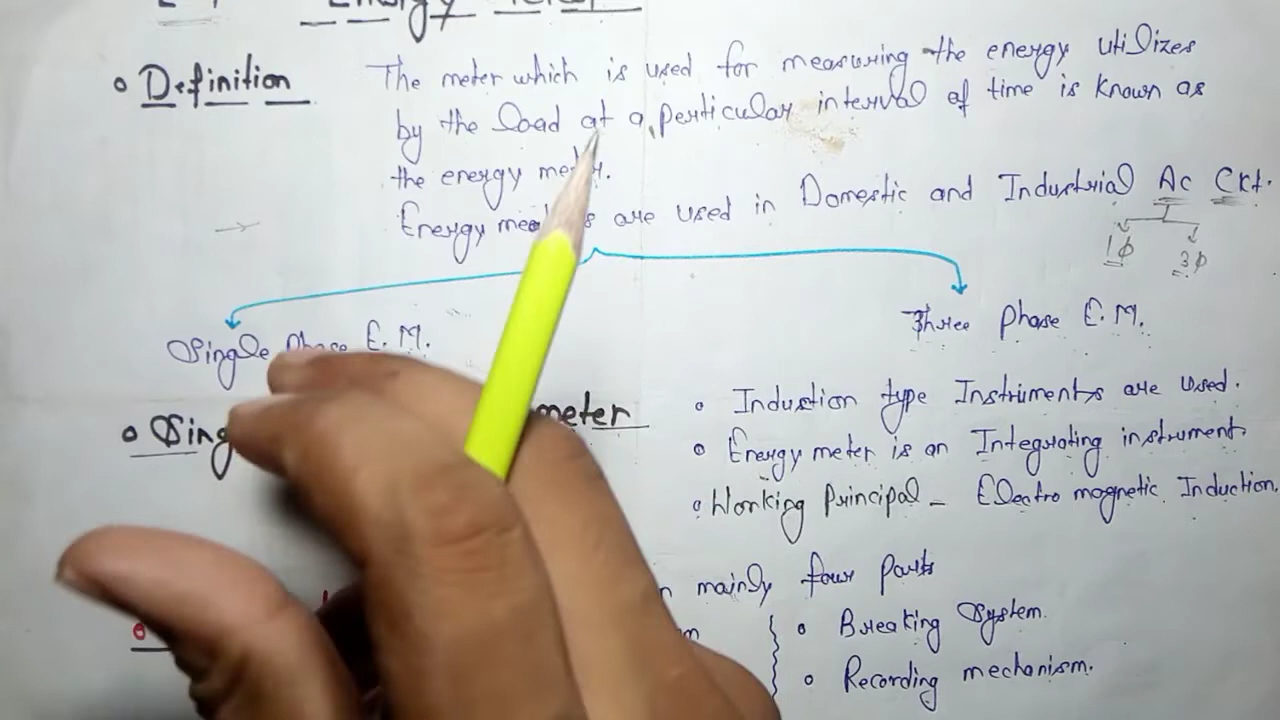 Energy
Definition
The meter which is used for measuring the energy utilizes
by the load at a perticular interval of time is known as
the energy meter.
Energy are used in Domestic and Industrial Ac Ckt.
1ϕ 3ϕ
Single Phase E.M.
Three Phase E.M.
meter
Induction type Instruments are used.
Energy meter is an Integrating instrument.
Working Principal - Electro magnetic Induction.
mainly four Parts
Breaking System.
Recording mechanism.